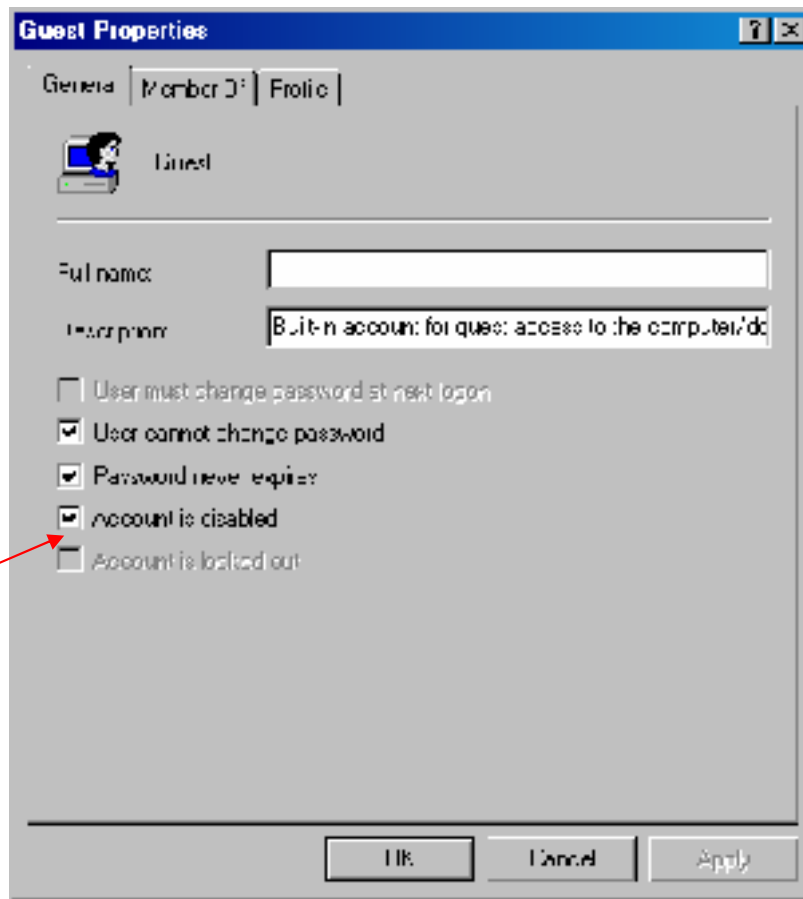 Guest Properties
General Member Of Profile
Guest
Full name:
Description: Built-in account for guest access to the computer/do
User must change password at next logon
User cannot change password
Password never expires
Account is disabled
Account is locked out
OK Cancel Apply